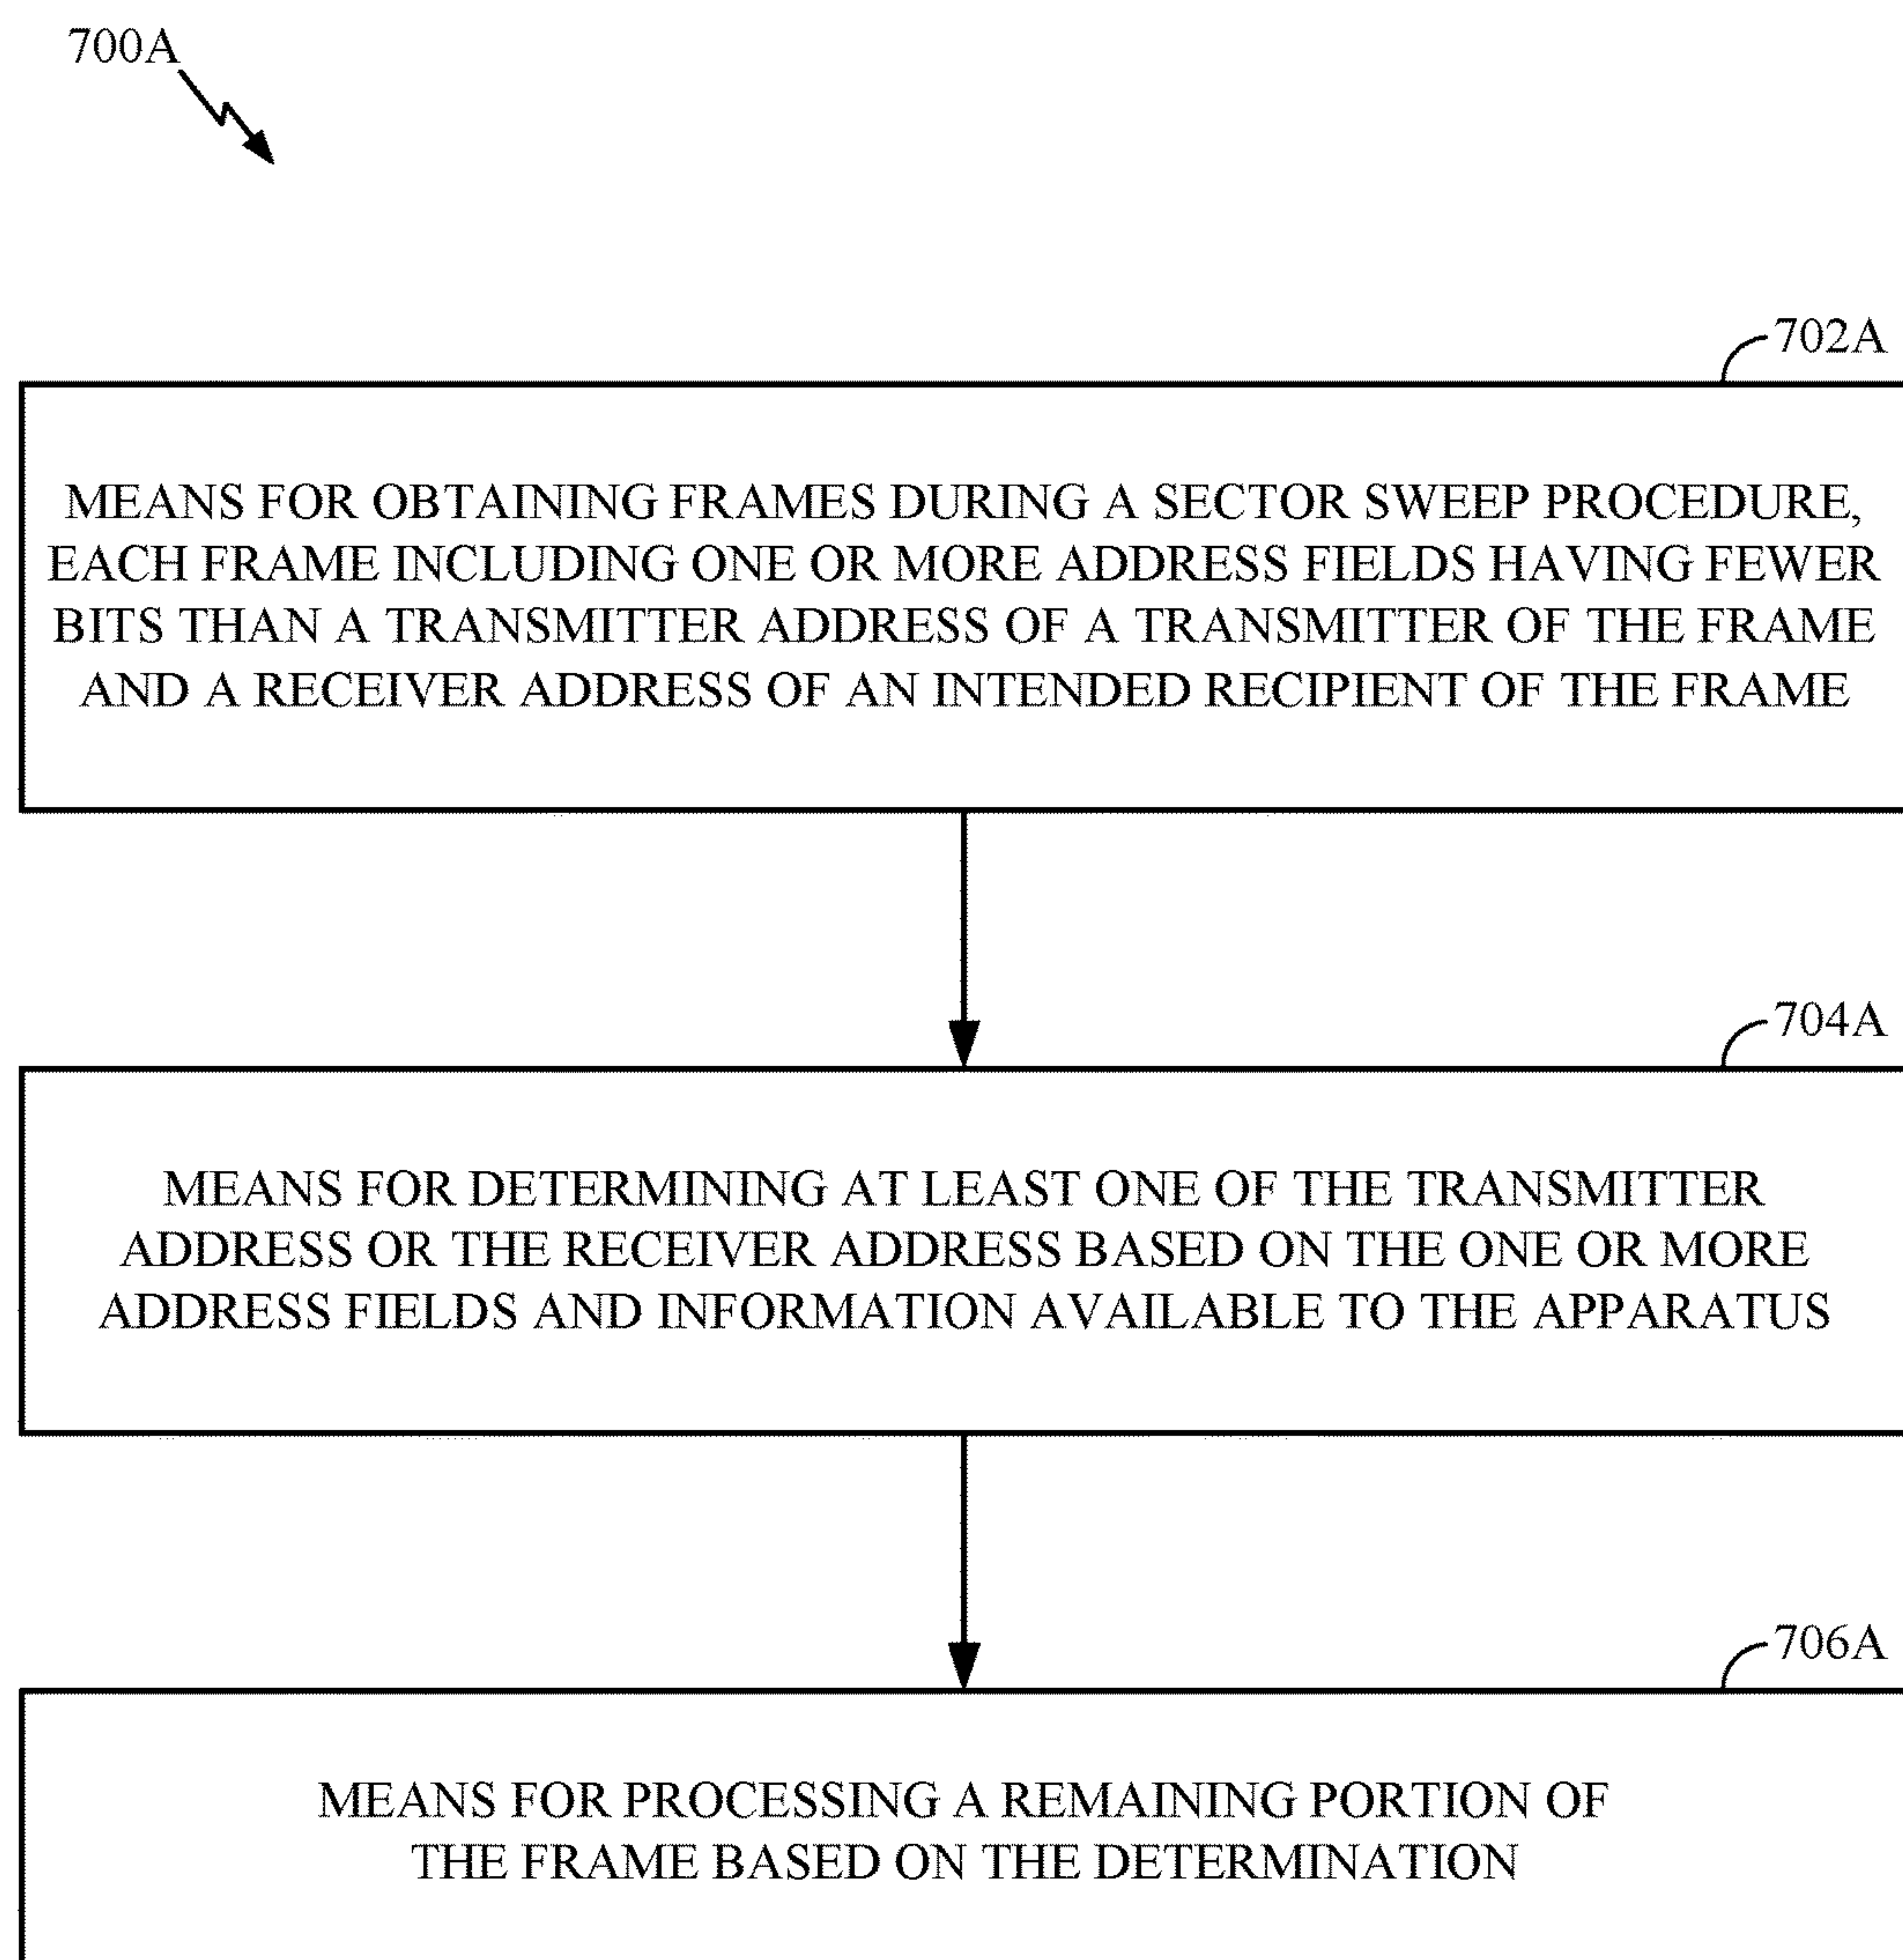 700A
702A
MEANS FOR OBTAINING FRAMES DURING A SECTOR SWEEP PROCEDURE,
EACH FRAME INCLUDING ONE OR MORE ADDRESS FIELDS HAVING FEWER
BITS THAN A TRANSMITTER ADDRESS OF A TRANSMITTER OF THE FRAME
AND A RECEIVER ADDRESS OF AN INTENDED RECIPIENT OF THE FRAME
704A
MEANS FOR DETERMINING AT LEAST ONE OF THE TRANSMITTER
ADDRESS OR THE RECEIVER ADDRESS BASED ON THE ONE OR MORE
ADDRESS FIELDS AND INFORMATION AVAILABLE TO THE APPARATUS
706A
MEANS FOR PROCESSING A REMAINING PORTION OF
THE FRAME BASED ON THE DETERMINATION